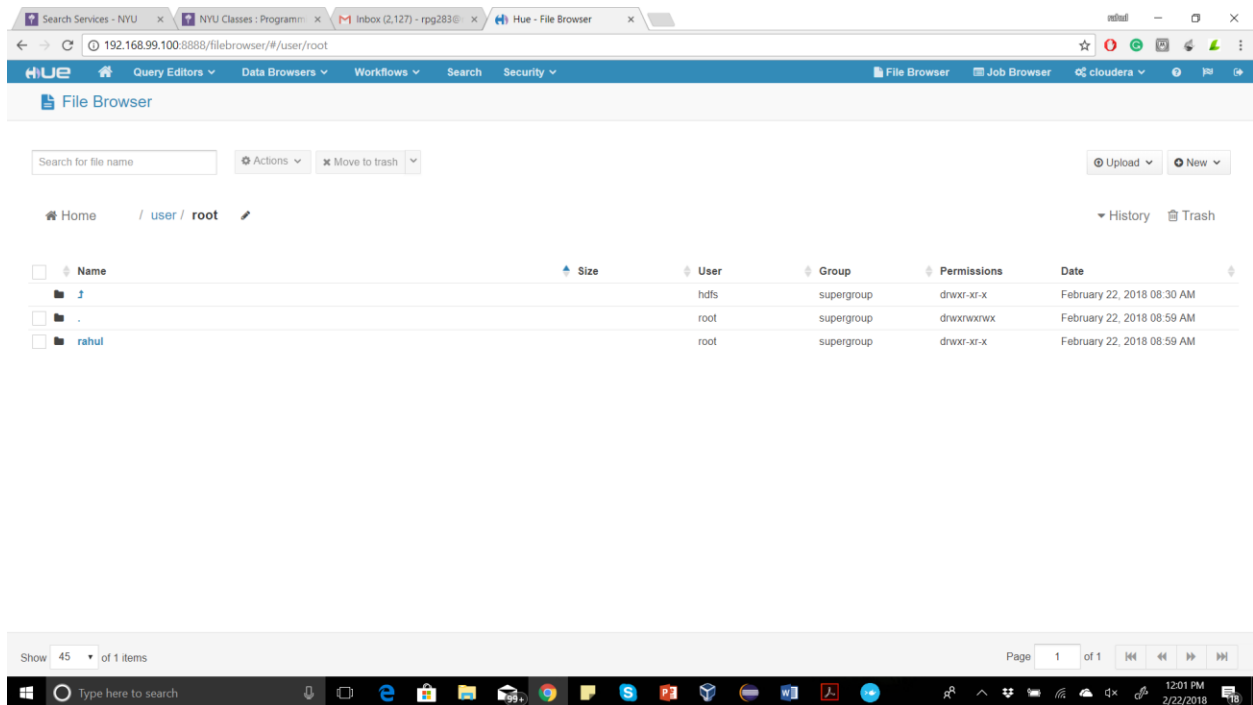 Search Services - NYU
NYU Classes : Programm
Inbox (2,127) - rpg283@
Hue - File Browser
192.168.99.100:8888/filebrowser/#/user/root
HUE Query Editors Data Browsers Workflows Search Security File Browser Job Browser cloudera
File Browser
Search for file name Actions Move to trash Upload New
Home / user / root History Trash
Name Size User Group Permissions Date
hdfs supergroup drwxr-xr-x February 22, 2018 08:30 AM
. root supergroup drwxrwxrwx February 22, 2018 08:59 AM
rahul root supergroup drwxr-xr-x February 22, 2018 08:59 AM
Show 45 of 1 items Page 1 of 1
Type here to search 99+ 12:01 PM
2/22/2018 18